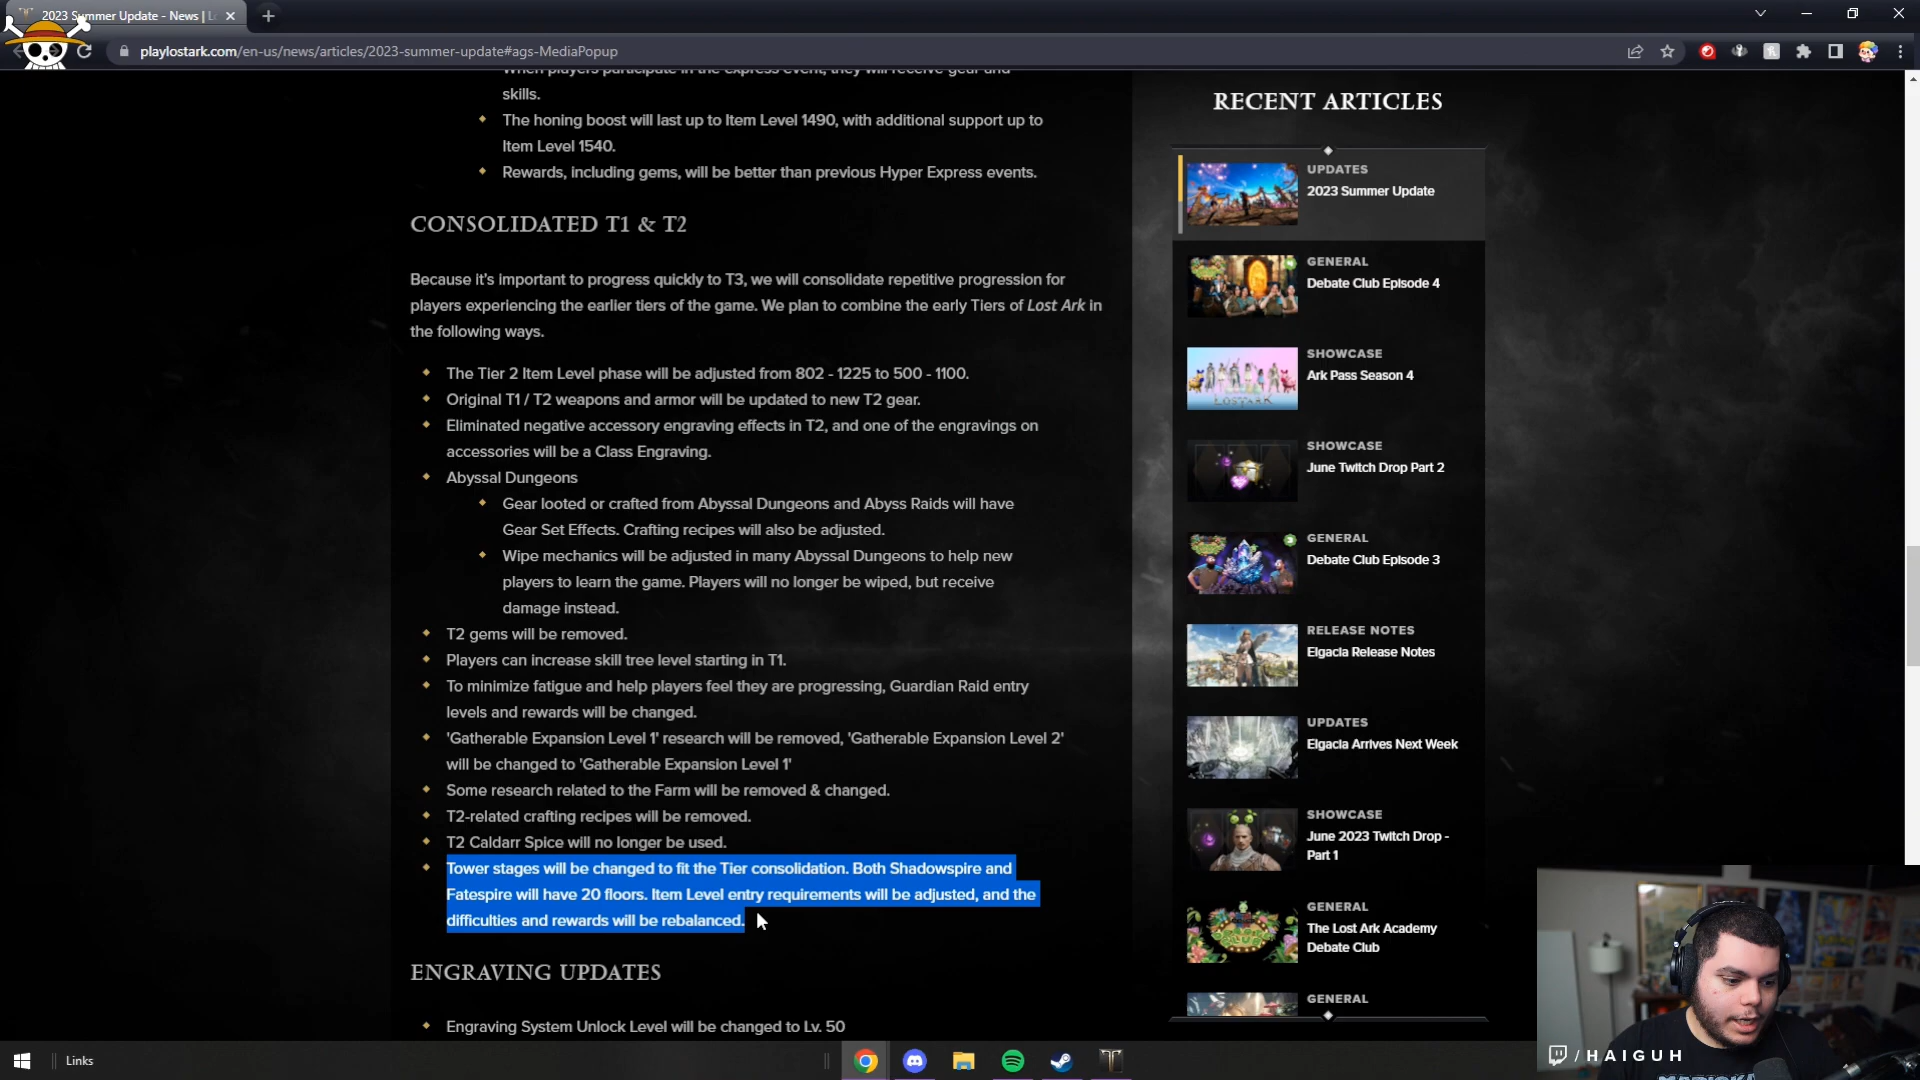 2023 Summer Update - News |
playlostark.com/en-us/news/articles/2023-summer-update#ags-MediaPopup
When players participate in the express event, they will receive gear and
skills.
The honing boost will last up to Item Level 1490, with additional support up to
Item Level 1540.
Rewards, including gems, will be better than previous Hyper Express events.
CONSOLIDATED T1 & T2
Because it's important to progress quickly to T3, we will consolidate repetitive progression for
players experiencing the earlier tiers of the game. We plan to combine the early Tiers of Lost Ark in
the following ways.
The Tier 2 Item Level phase will be adjusted from 802 - 1225 to 500 - 1100.
Original T1 / T2 weapons and armor will be updated to new T2 gear.
Eliminated negative accessory engraving effects in T2, and one of the engravings on
accessories will be a Class Engraving.
Abyssal Dungeons
Gear looted or crafted from Abyssal Dungeons and Abyss Raids will have
Gear Set Effects. Crafting recipes will also be adjusted.
Wipe mechanics will be adjusted in many Abyssal Dungeons to help new
players to learn the game. Players will no longer be wiped, but receive
damage instead.
T2 gems will be removed.
Players can increase skill tree level starting in T1.
To minimize fatigue and help players feel they are progressing, Guardian Raid entry
levels and rewards will be changed.
'Gatherable Expansion Level 1' research will be removed, 'Gatherable Expansion Level 2'
will be changed to 'Gatherable Expansion Level 1'
Some research related to the Farm will be removed & changed.
T2-related crafting recipes will be removed.
T2 Caldarr Spice will no longer be used.
Tower stages will be changed to fit the Tier consolidation. Both Shadowspire and
Fatespire will have 20 floors. Item Level entry requirements will be adjusted, and the
difficulties and rewards will be rebalanced.
ENGRAVING UPDATES
Engraving System Unlock Level will be changed to Lv. 50
RECENT ARTICLES
UPDATES
2023 Summer Update
GENERAL
Debate Club Episode 4
SHOWCASE
Ark Pass Season 4
LOST ARK
SHOWCASE
June Twitch Drop Part 2
GENERAL
Debate Club Episode 3
RELEASE NOTES
Elgacia Release Notes
UPDATES
Elgacia Arrives Next Week
SHOWCASE
June 2023 Twitch Drop -
Part 1
GENERAL
The Lost Ark Academy
Debate Club
GENERAL
Links
/HAIGUH